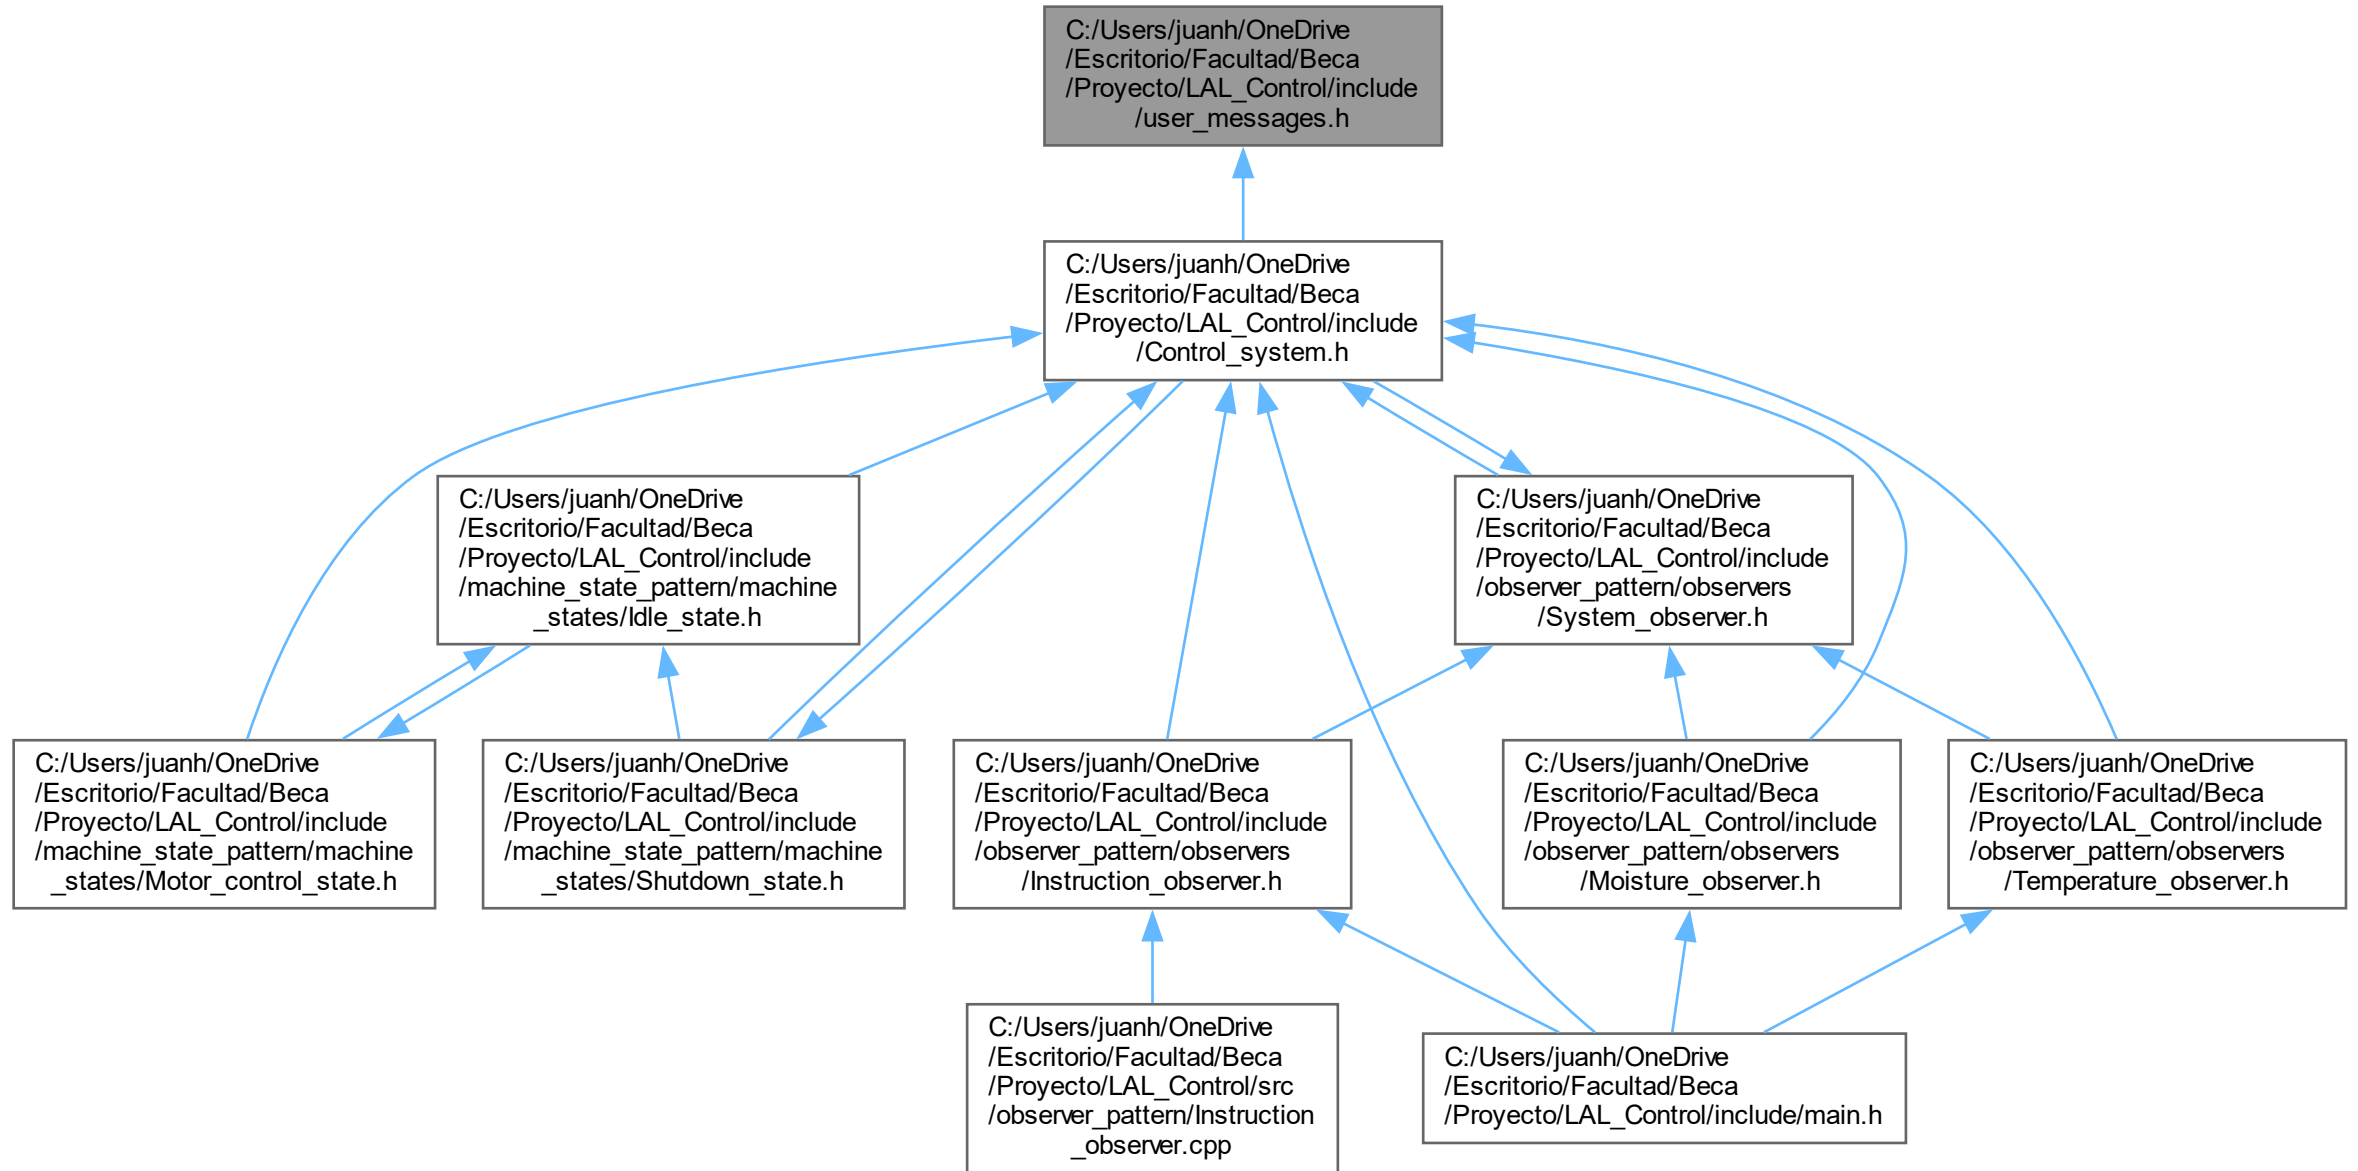 C:/Users/juanh/OneDrive
/Escritorio/Facultad/Beca
/Proyecto/LAL_Control/include
/user_messages.h
C:/Users/juanh/OneDrive
/Escritorio/Facultad/Beca
/Proyecto/LAL_Control/include
/Control_system.h
C:/Users/juanh/OneDrive
/Escritorio/Facultad/Beca
/Proyecto/LAL_Control/include
/machine_state_pattern/machine
_states/Idle_state.h
C:/Users/juanh/OneDrive
/Escritorio/Facultad/Beca
/Proyecto/LAL_Control/include
/observer_pattern/observers
/System_observer.h
C:/Users/juanh/OneDrive
/Escritorio/Facultad/Beca
/Proyecto/LAL_Control/include
/machine_state_pattern/machine
_states/Motor_control_state.h
C:/Users/juanh/OneDrive
/Escritorio/Facultad/Beca
/Proyecto/LAL_Control/include
/machine_state_pattern/machine
_states/Shutdown_state.h
C:/Users/juanh/OneDrive
/Escritorio/Facultad/Beca
/Proyecto/LAL_Control/include
/observer_pattern/observers
/Instruction_observer.h
C:/Users/juanh/OneDrive
/Escritorio/Facultad/Beca
/Proyecto/LAL_Control/include
/observer_pattern/observers
/Moisture_observer.h
C:/Users/juanh/OneDrive
/Escritorio/Facultad/Beca
/Proyecto/LAL_Control/include
/observer_pattern/observers
/Temperature_observer.h
C:/Users/juanh/OneDrive
/Escritorio/Facultad/Beca
/Proyecto/LAL_Control/src
/observer_pattern/Instruction
_observer.cpp
C:/Users/juanh/OneDrive
/Escritorio/Facultad/Beca
/Proyecto/LAL_Control/include/main.h